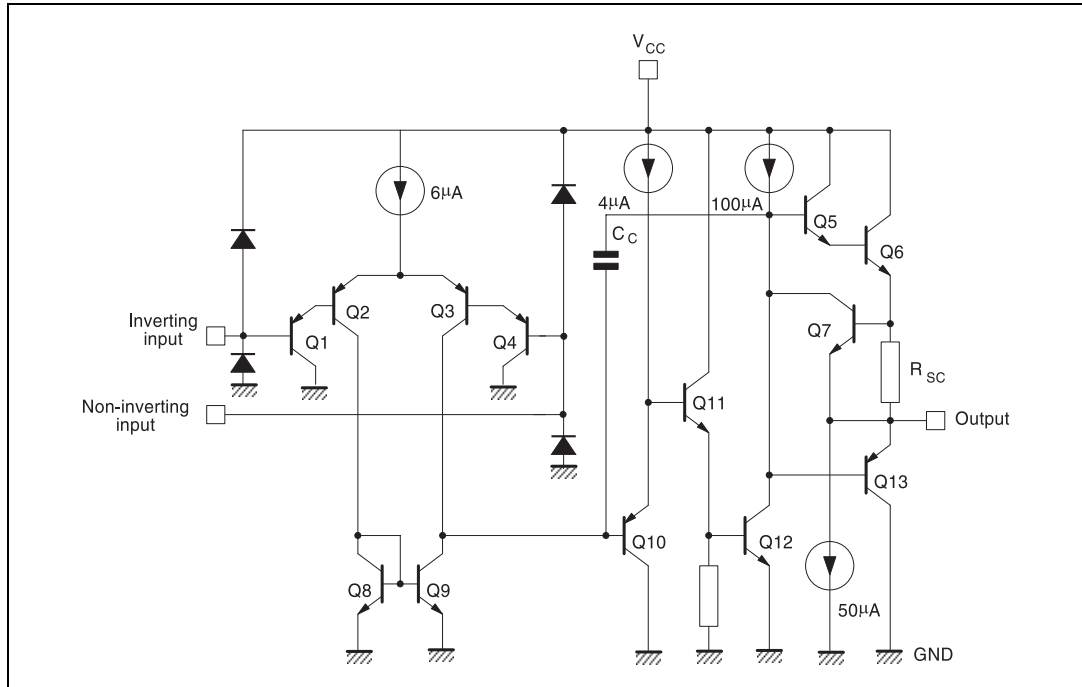 V_CC
6µA
4µA
100µA
C_C
Q5
Q6
Q2
Q3
Q7
Inverting
input
Q1
Q4
R_SC
Non-inverting
input
Q11
Output
Q13
Q10
Q12
Q8
Q9
50µA
GND